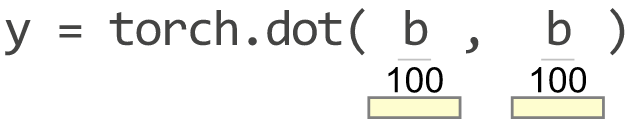 y = torch.dot( b , b )
100 100